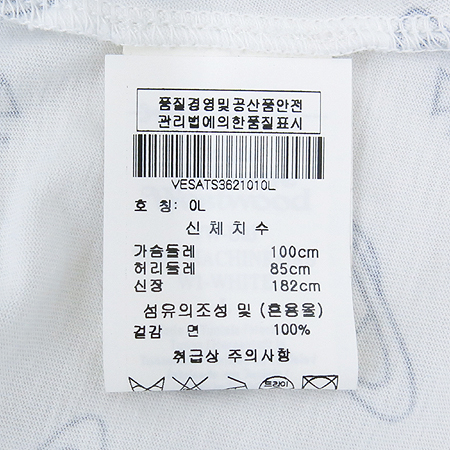 품질경영및공산품안전
관리법에의한품질표시
VESATS3621010L
호 칭: 0L
신 체 치 수
가슴둘레 100cm
허리둘레 85cm
신장 182cm
섬유의조성 및 (혼용율)
겉감 면 100%
취급상 주의사항
드라이